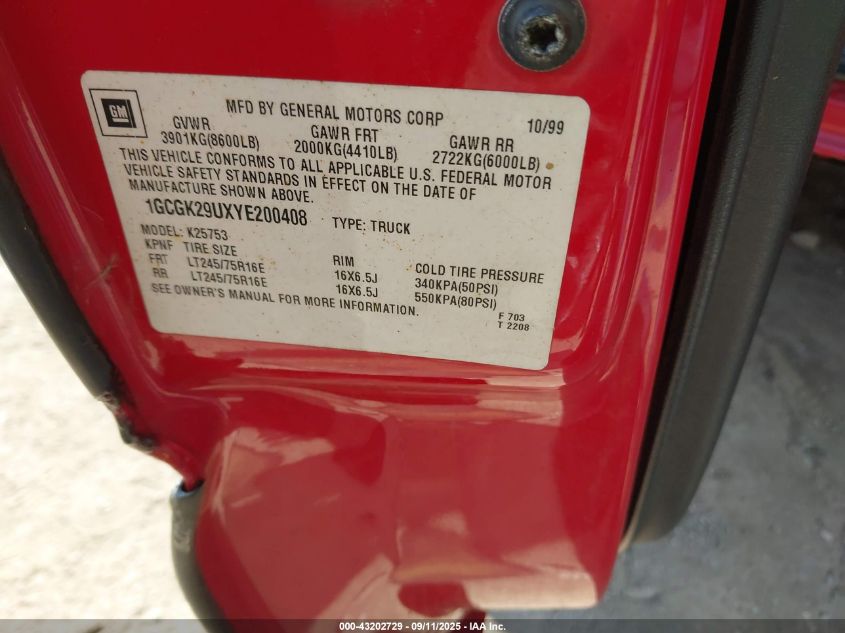 GM
MFD BY GENERAL MOTORS CORP 10/99
GVWR GAWR FRT GAWR RR
3901KG(8600LB) 2000KG(4410LB) 2722KG(6000LB)
THIS VEHICLE CONFORMS TO ALL APPLICABLE U.S. FEDERAL MOTOR
VEHICLE SAFETY STANDARDS IN EFFECT ON THE DATE OF
MANUFACTURE SHOWN ABOVE.
1GCGK29UXYE200408 TYPE: TRUCK
MODEL: K25753
KPNF TIRE SIZE RIM COLD TIRE PRESSURE
FRT LT245/75R16E 16X6.5J 340KPA(50PSI)
RR LT245/75R16E 16X6.5J 550KPA(80PSI)
SEE OWNER'S MANUAL FOR MORE INFORMATION.
F 703
T 2208
000-43202729 - 09/11/2025 - IAA Inc.